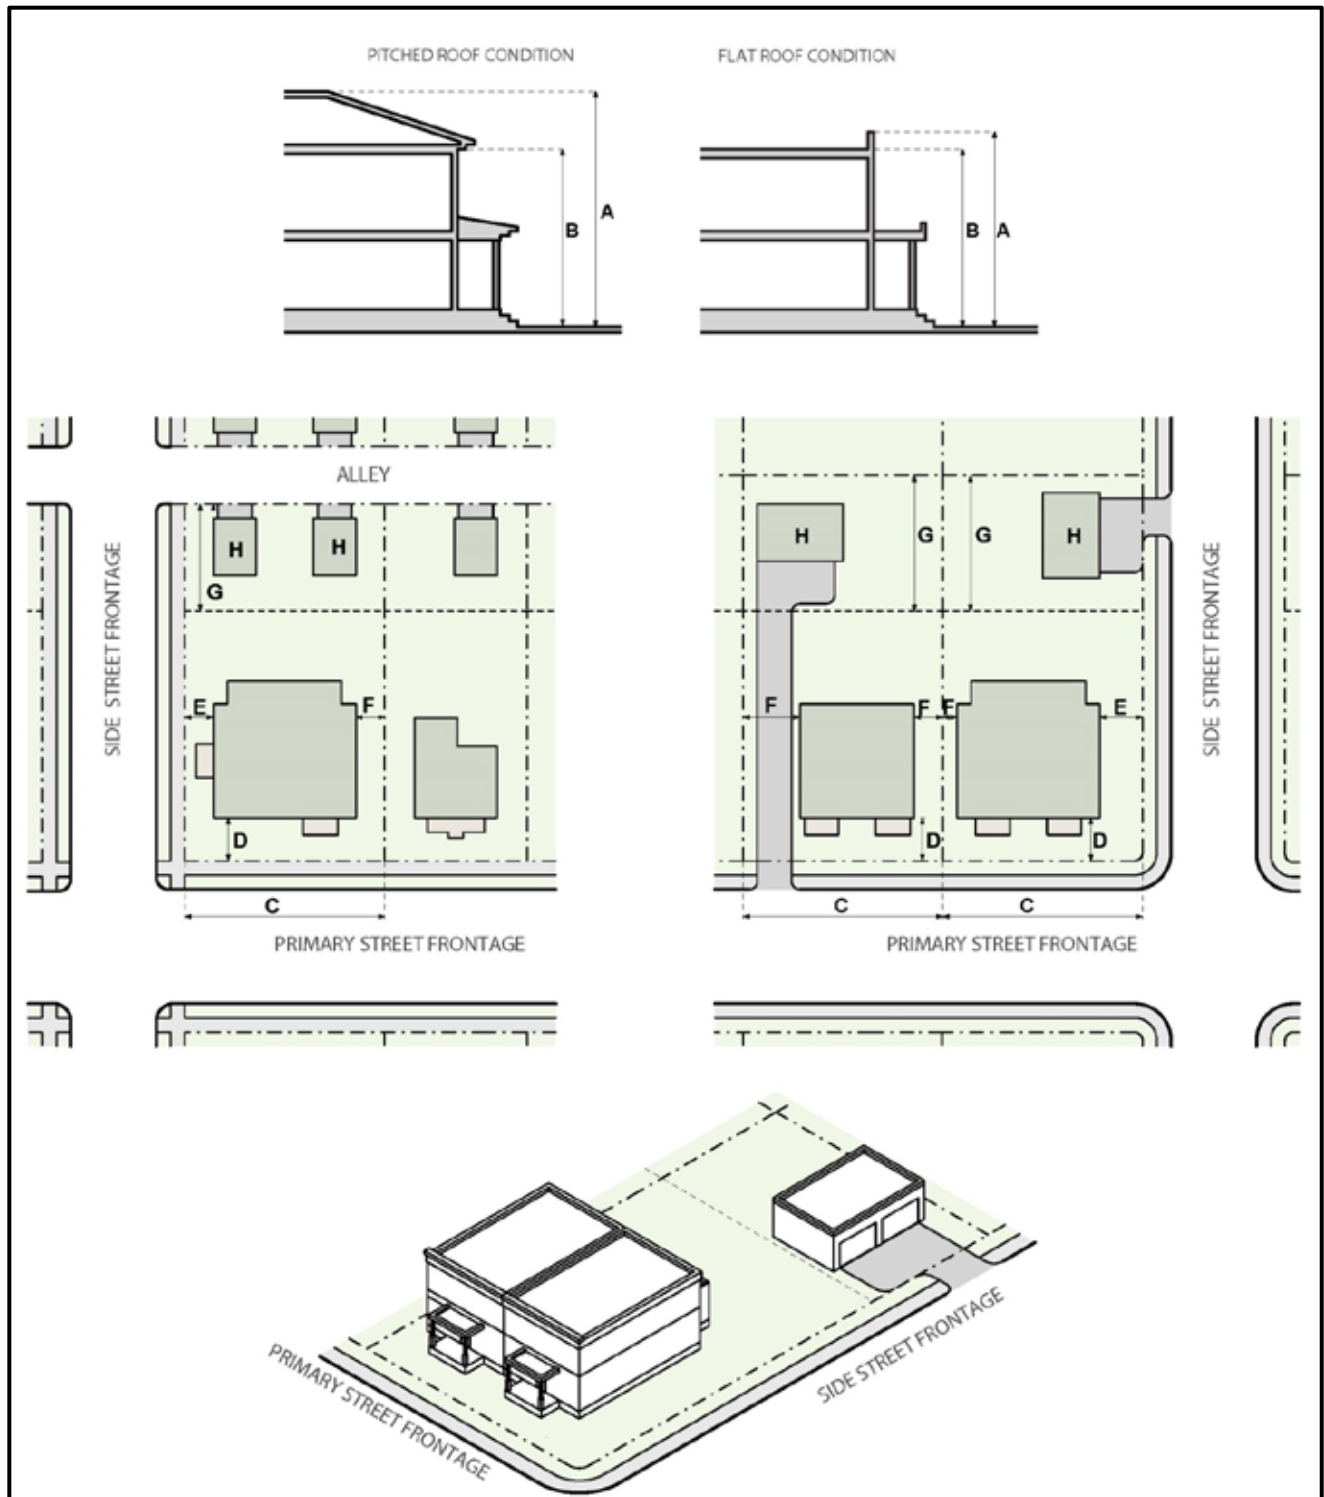 PITCHED ROOF CONDITION
FLAT ROOF CONDITION
A
B
B
A
ALLEY
H
H
G
SIDE STREET FRONTAGE
E
F
D
C
PRIMARY STREET FRONTAGE
H
G
G
H
SIDE STREET FRONTAGE
F
F
F
E
D
D
C
C
PRIMARY STREET FRONTAGE
PRIMARY STREET FRONTAGE
SIDE STREET FRONTAGE